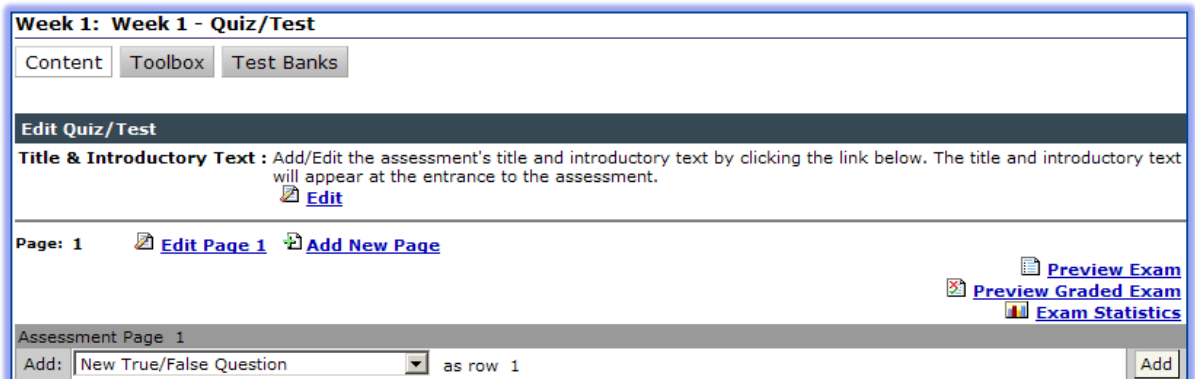 Week 1: Week 1 - Quiz/Test
Content Toolbox Test Banks
Edit Quiz/Test
Title & Introductory Text : Add/Edit the assessment's title and introductory text by clicking the link below. The title and introductory text
will appear at the entrance to the assessment.
Edit
Page: 1 Edit Page 1 Add New Page
Preview Exam
Preview Graded Exam
Exam Statistics
Assessment Page 1
Add: New True/False Question as row 1 Add